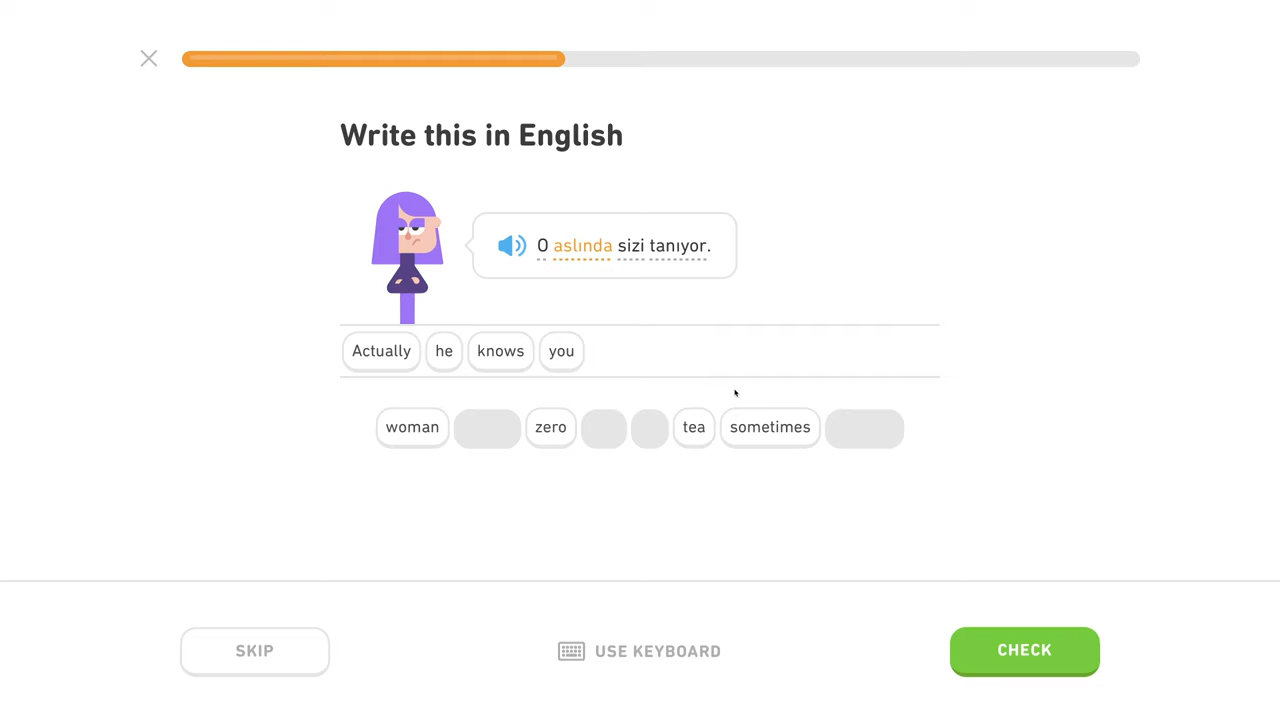 Write this in English
O aslında sizi tanıyor.
Actually he knows you
woman zero tea sometimes
SKIP USE KEYBOARD CHECK